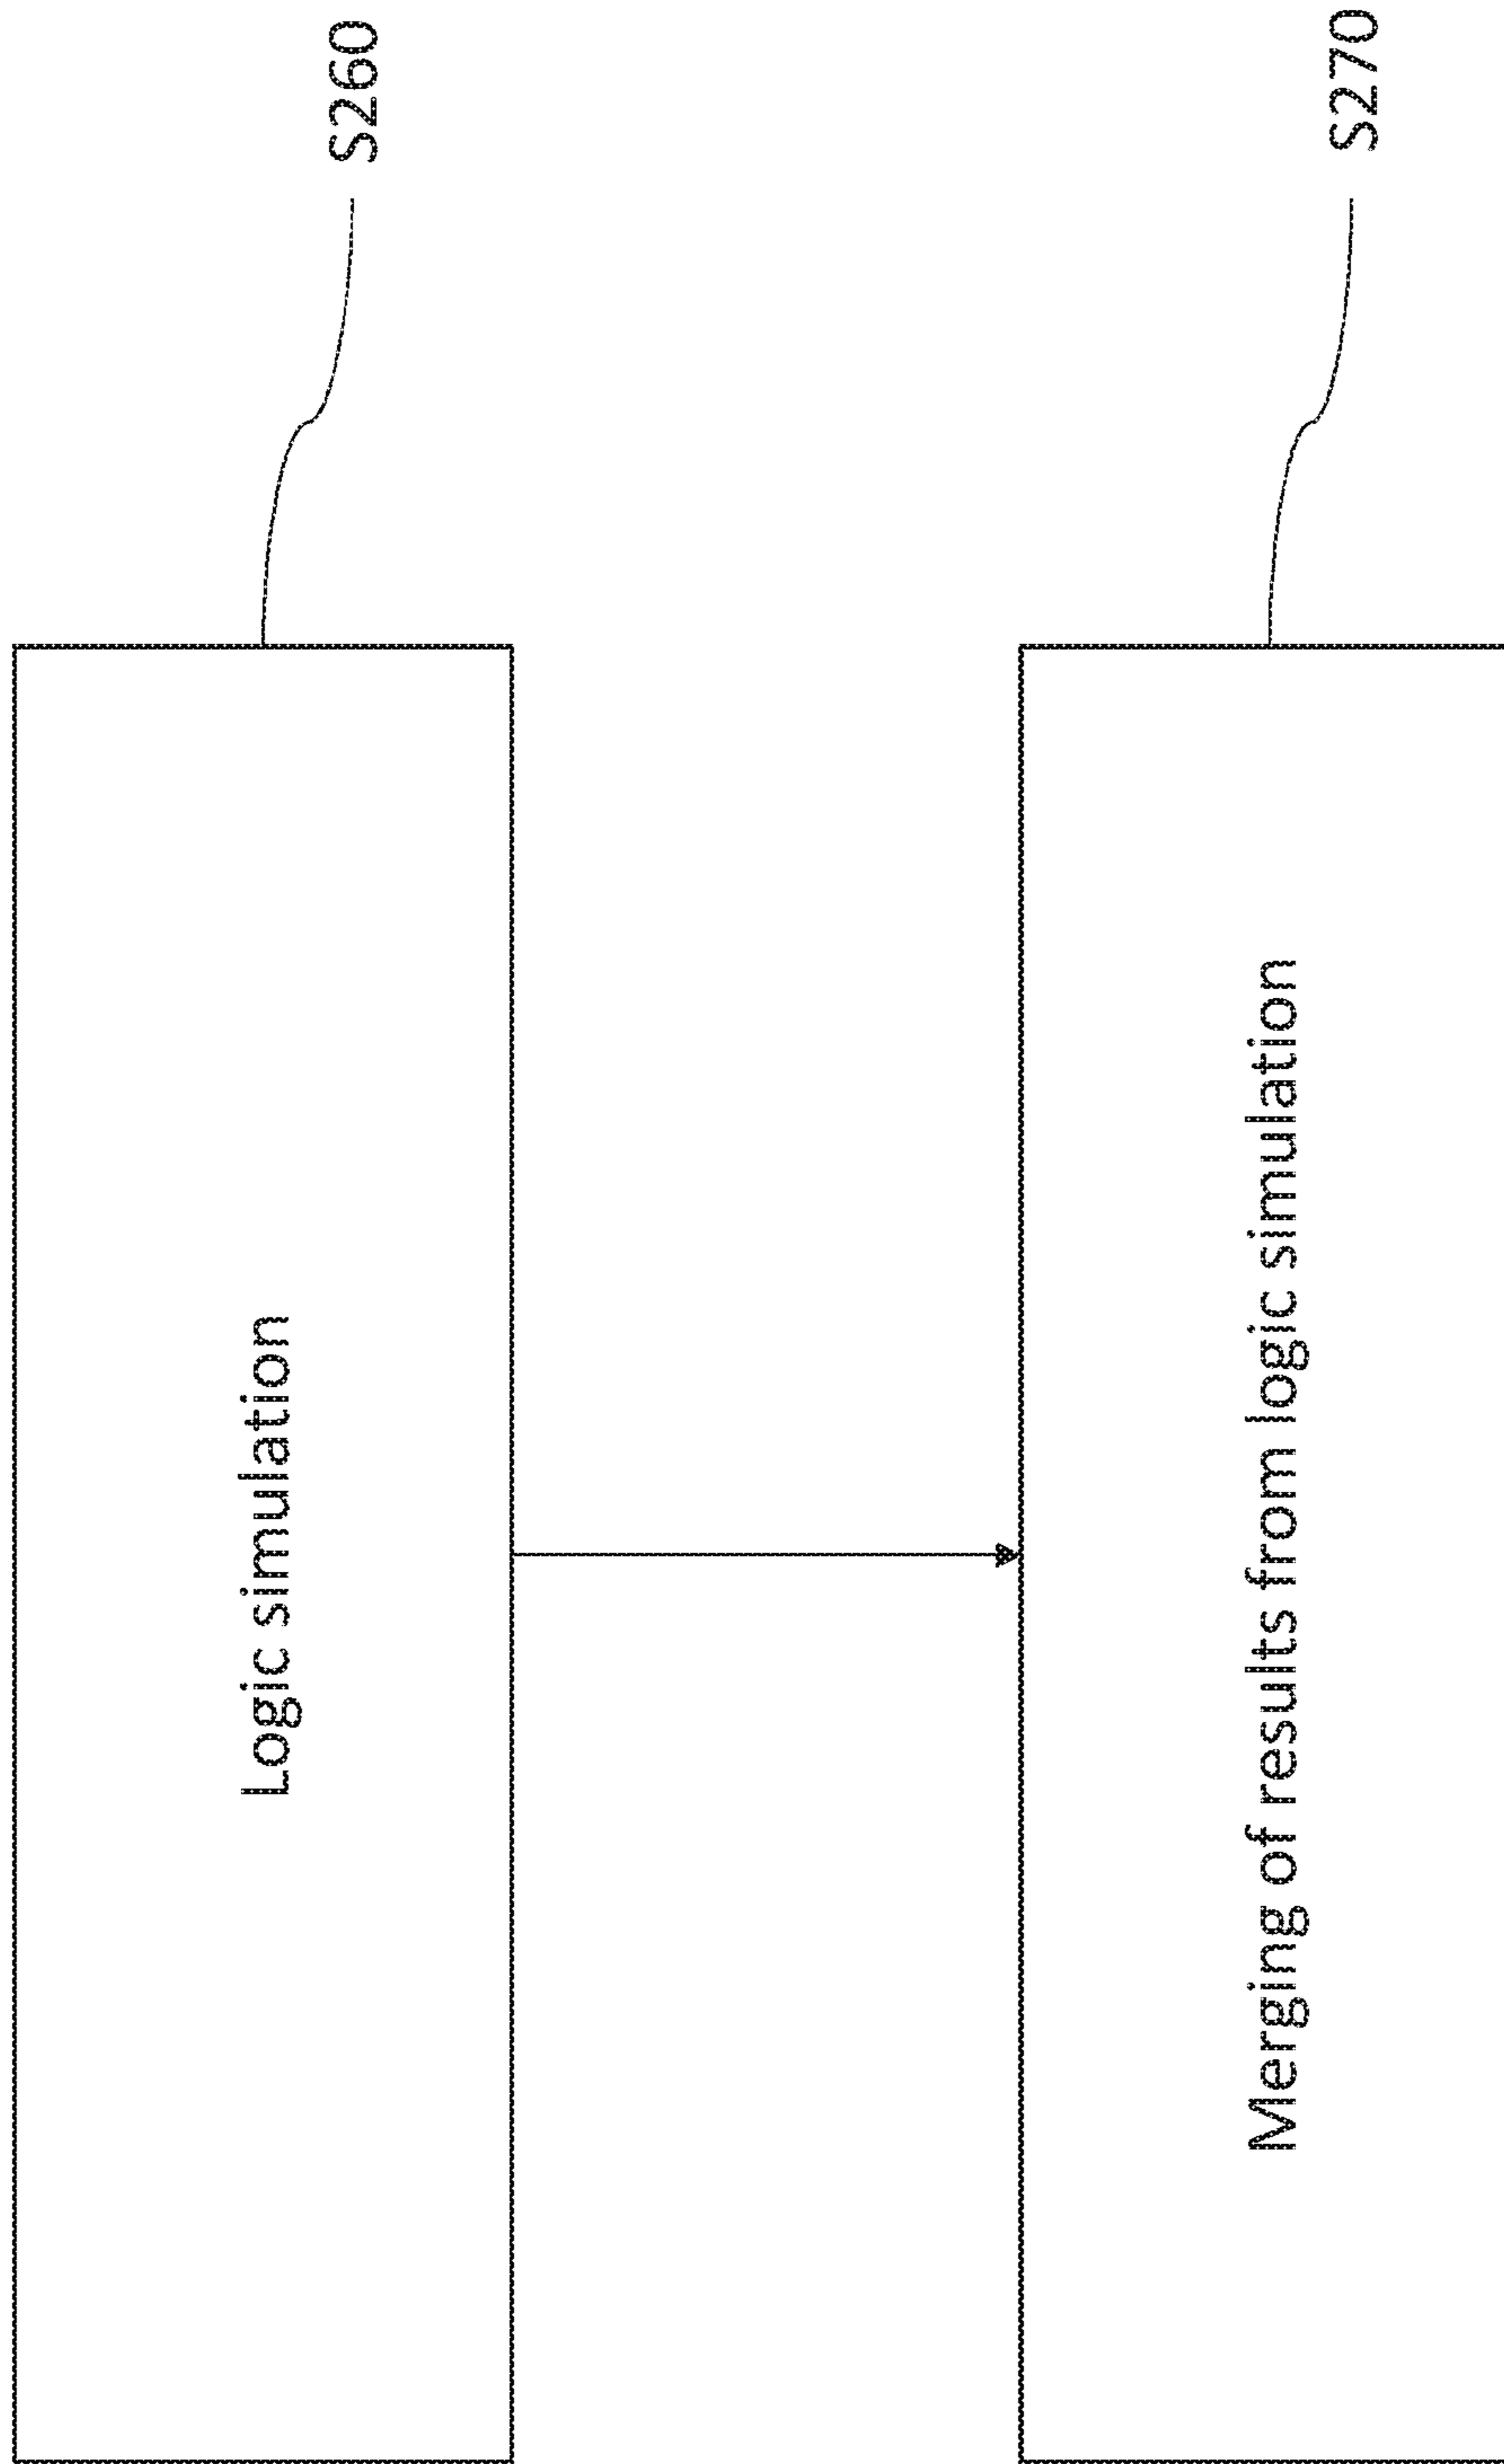 Logic simulation
S260
Merging of results from logic simulation
S270